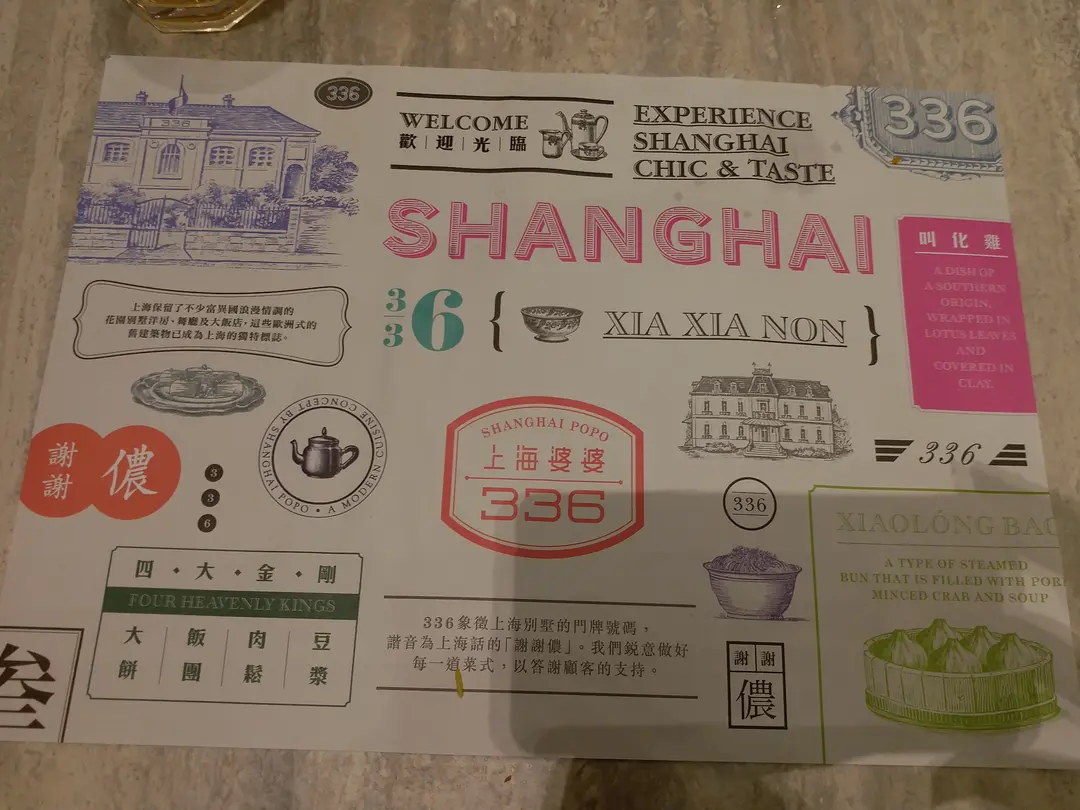 336
336
WELCOME
歡｜迎｜光｜臨
EXPERIENCE
SHANGHAI
CHIC & TASTE
336
SHANGHAI
叫化雞
A DISH OF
A SOUTHERN
ORIGIN,
WRAPPED IN
LOTUS LEAVES
AND
COVERED IN
CLAY.
上海保留了不少富異國浪漫情調的
花園別墅洋房、舞廳及大飯店，這些歐洲式的
舊建築物已成為上海的獨特標誌。
336
{ XIA XIA NON }
A MODERN CUISINE CONCEPT BY SHANGHAI POPO •
謝謝
儂
3
3
6
SHANGHAI POPO
上海婆婆
336
336
336
XIAOLÓNG BAO
A TYPE OF STEAMED
BUN THAT IS FILLED WITH POR
MINCED CRAB AND SOUP
四・大・金・剛
FOUR HEAVENLY KINGS
大餅｜飯團｜肉鬆｜豆漿
336象徵上海別墅的門牌號碼，
諧音為上海話的「謝謝儂」。我們銳意做好
每一道菜式，以答謝顧客的支持。
謝謝
儂
叁